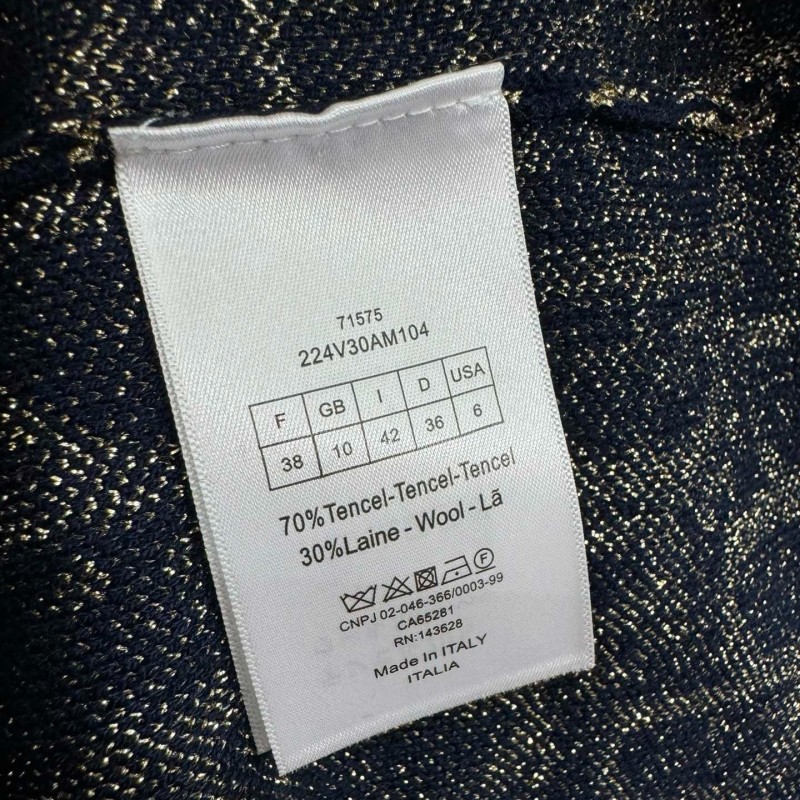 71575
224V30AM104
F GB I D USA
38 10 42 36 6
70%Tencel-Tencel-Tencel
30%Laine - Wool - Lã
F
CNPJ 02-046-366/0003-99
CA65281
RN:143628
Made In ITALY
ITALIA